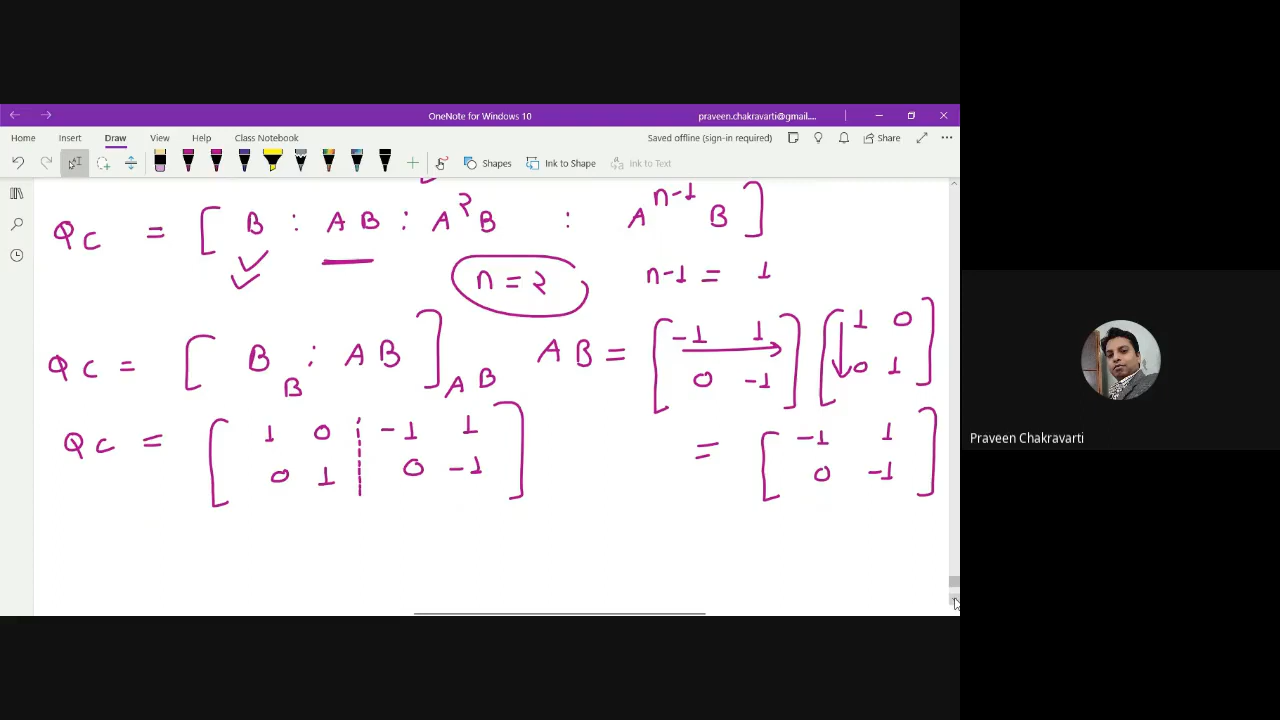 OneNote for Windows 10
praveen.chakravarti@gmail....
Home Insert Draw View Help Class Notebook
Saved offline (sign-in required) Share
Shapes Ink to Shape Ink to Text
QC = [ B : AB : A²B : A^n-1 B ]
n = 2 n-1 = 1
QC = [ B : AB ] AB = [ -1 1 0 -1 ] [ 1 0 0 1 ]
B AB
QC = [ 1 0 -1 1 = [ -1 1
0 1 0 -1 ] 0 -1 ]
Praveen Chakravarti